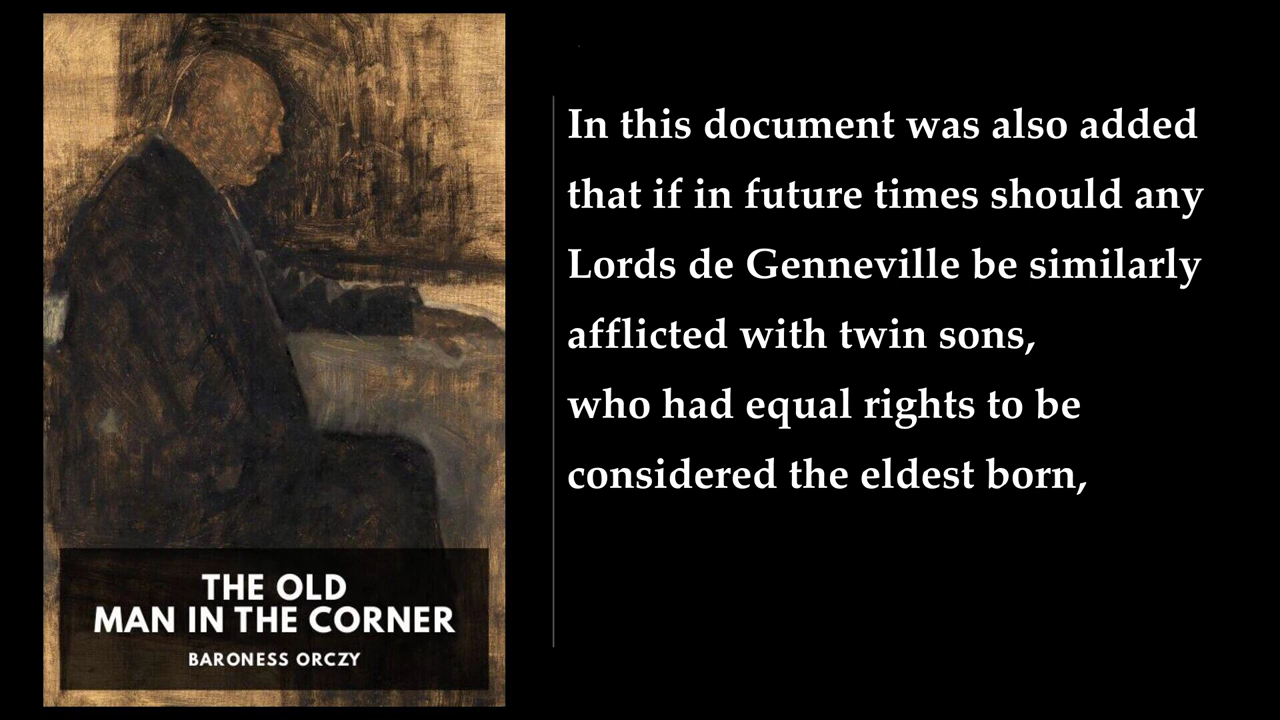 THE OLD
MAN IN THE CORNER
BARONESS ORCZY
In this document was also added
that if in future times should any
Lords de Genneville be similarly
afflicted with twin sons,
who had equal rights to be
considered the eldest born,